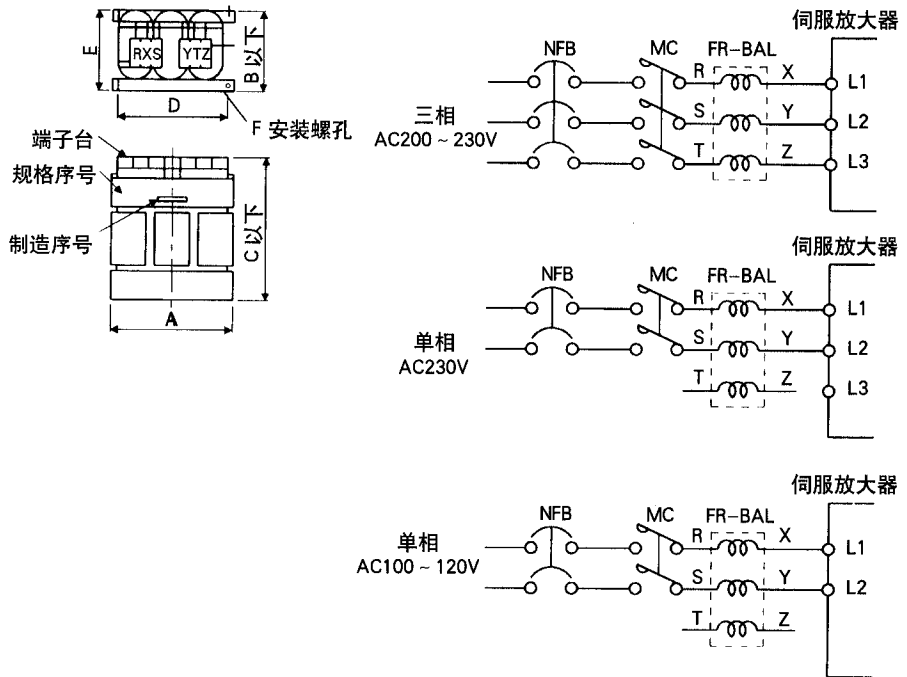 E
RXS
YTZ
B以下
D
F 安装螺孔
端子台
规格序号
制造序号
C以下
A
伺服放大器
NFB
MC
FR-BAL
R
X
L1
三相
AC200~230V
S
Y
L2
T
Z
L3
伺服放大器
NFB
MC
FR-BAL
R
X
L1
单相
AC230V
S
Y
L2
T
Z
L3
伺服放大器
NFB
MC
FR-BAL
R
X
L1
单相
AC100~120V
S
Y
L2
T
Z